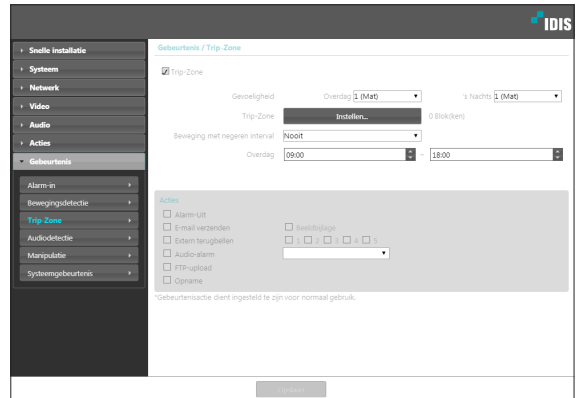 IDIS
Snelle installatie
Systeem
Netwerk
Video
Audio
Acties
Gebeurtenis
Alarm-in
Bewegingsdetectie
Trip-Zone
Audiodetectie
Manipulatie
Systeemgebeurtenis
Gebeurtenis / Trip-Zone
Trip-Zone
Gevoeligheid Overdag 1 (Mat) 's Nachts 1 (Mat)
Trip-Zone Instellen... 0 Blok(ken)
Beweging met negeren interval Nooit
Overdag 09:00 ~ 18:00
Acties
Alarm-Uit
E-mail verzenden Beeldbijlage
Extern terugbellen 1 2 3 4 5
Audio-alarm
FTP-upload
Opname
*Gebeurtenisactie dient ingesteld te zijn voor normaal gebruik.